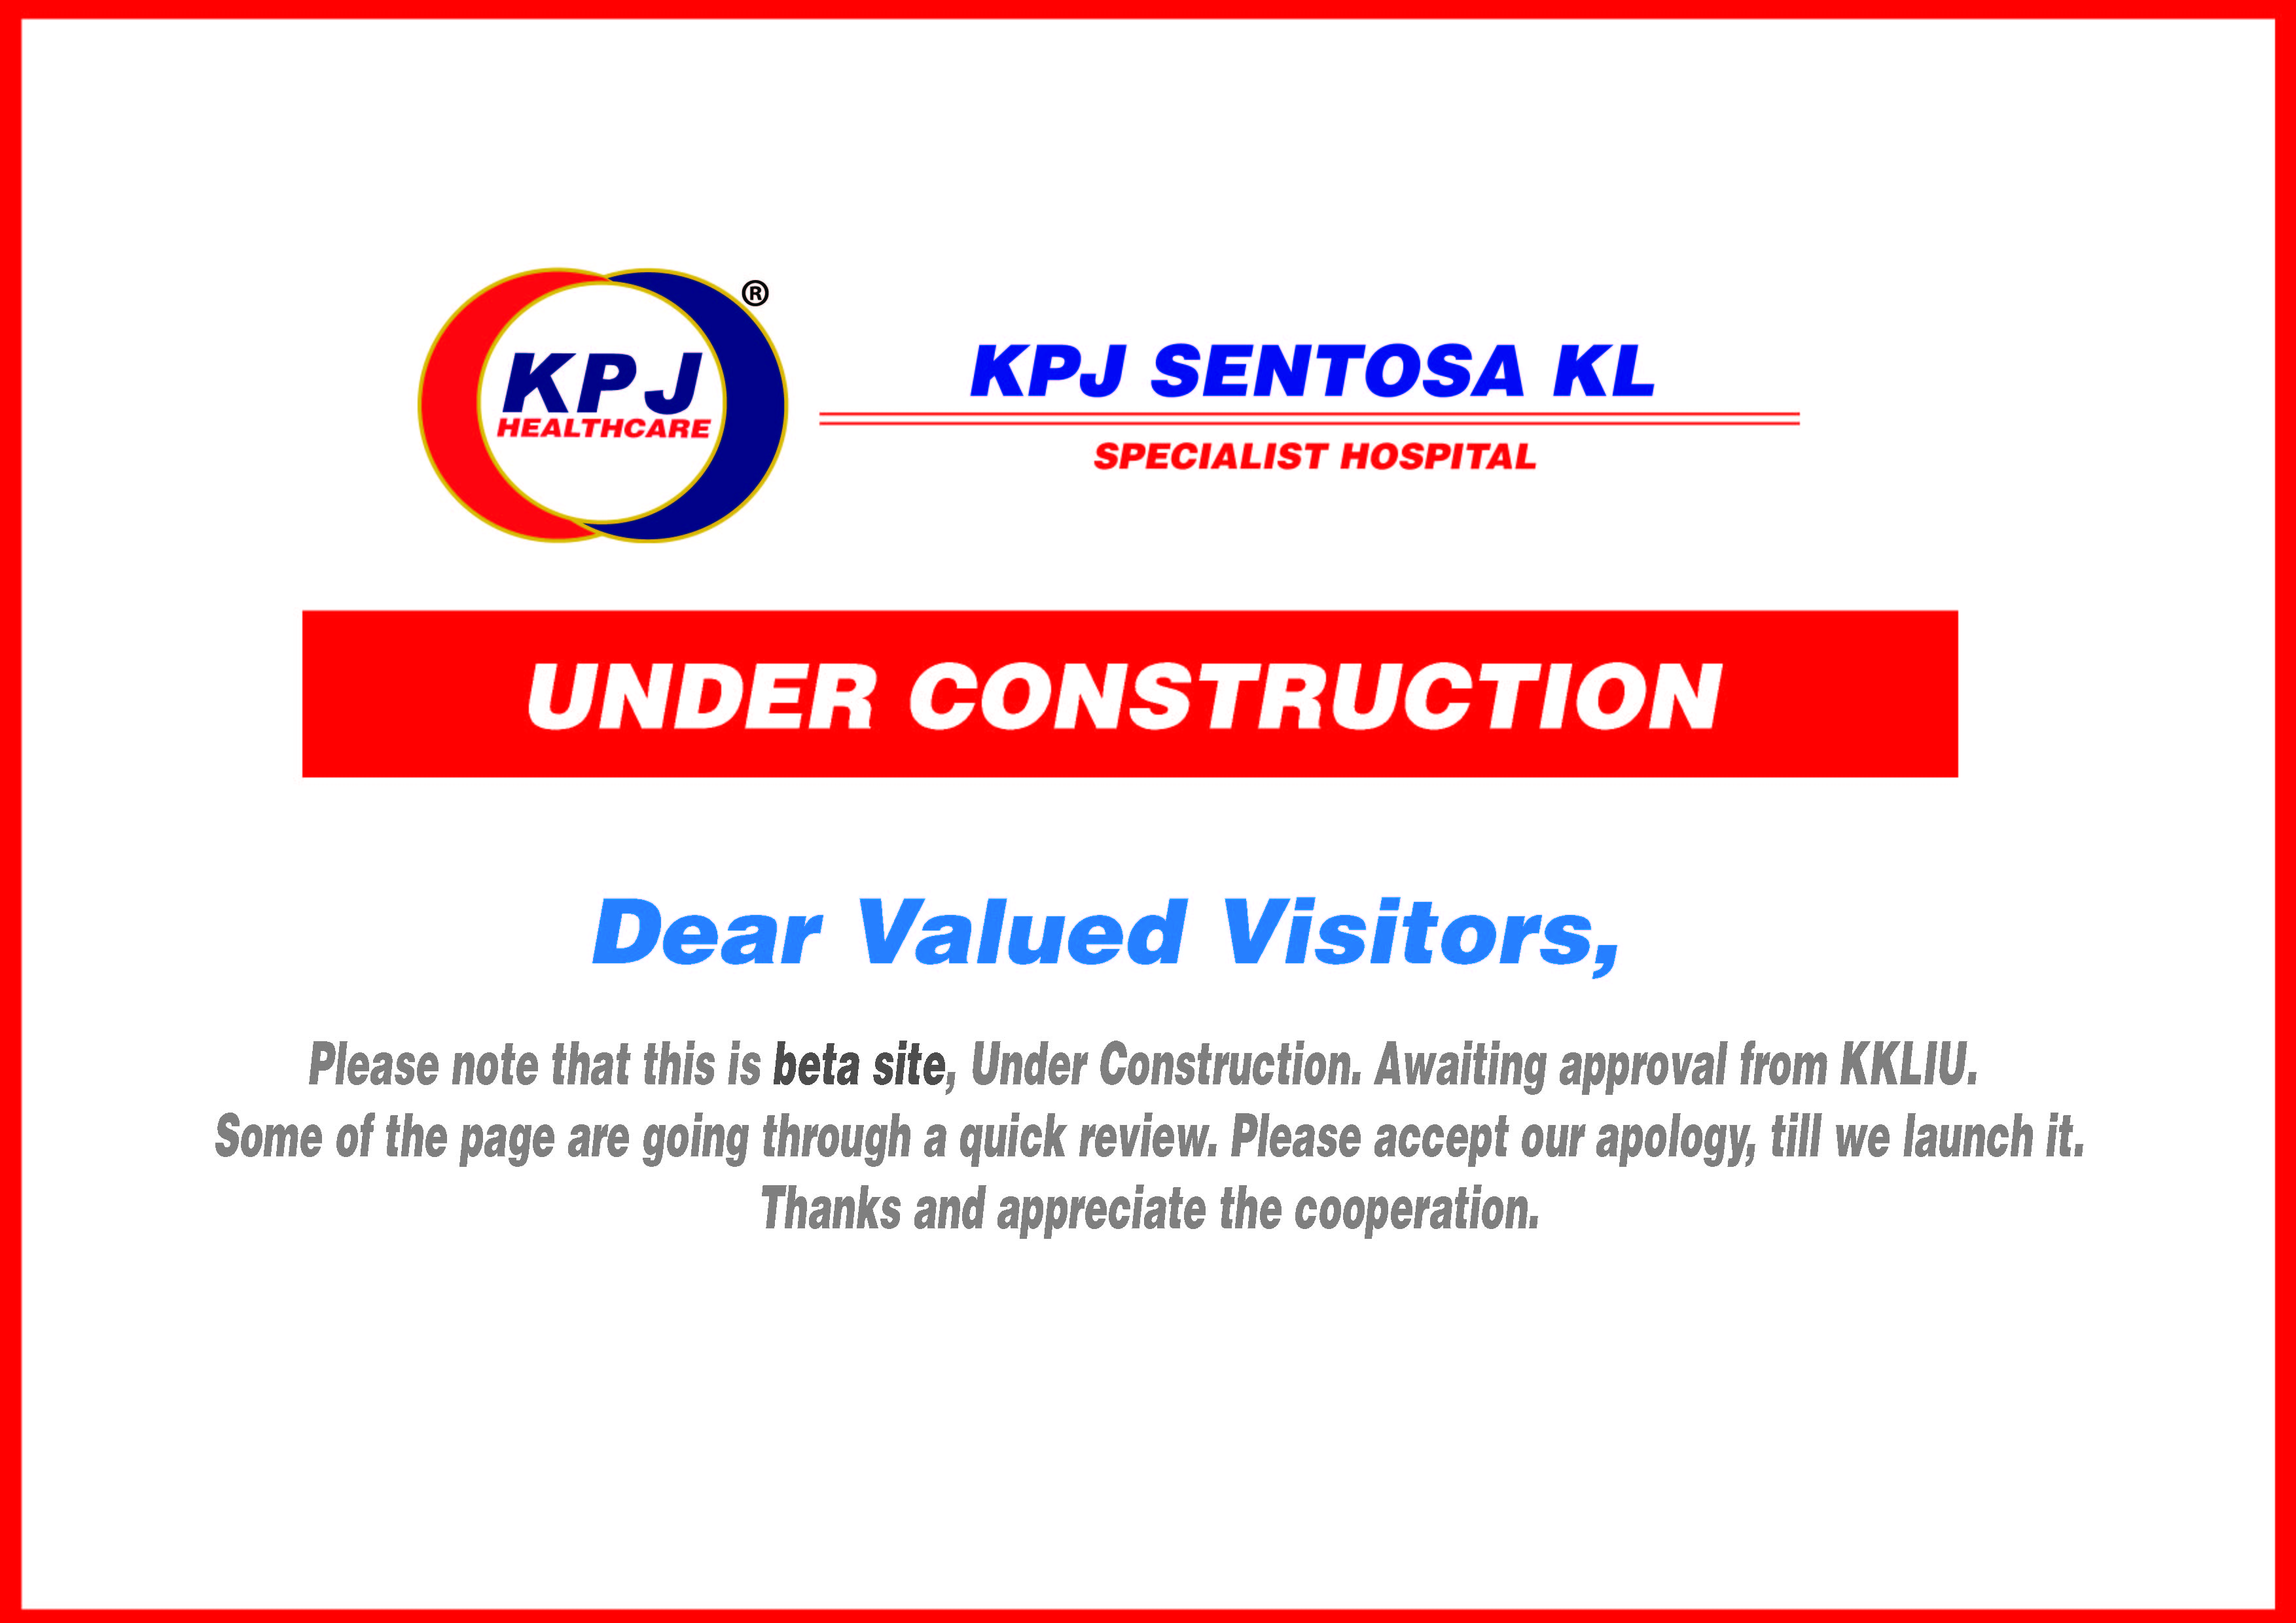 KPJ
HEALTHCARE
®
KPJ SENTOSA KL
SPECIALIST HOSPITAL
UNDER CONSTRUCTION
Dear Valued Visitors,
Please note that this is beta site, Under Construction. Awaiting approval from KKLIU.
Some of the page are going through a quick review. Please accept our apology, till we launch it.
Thanks and appreciate the cooperation.